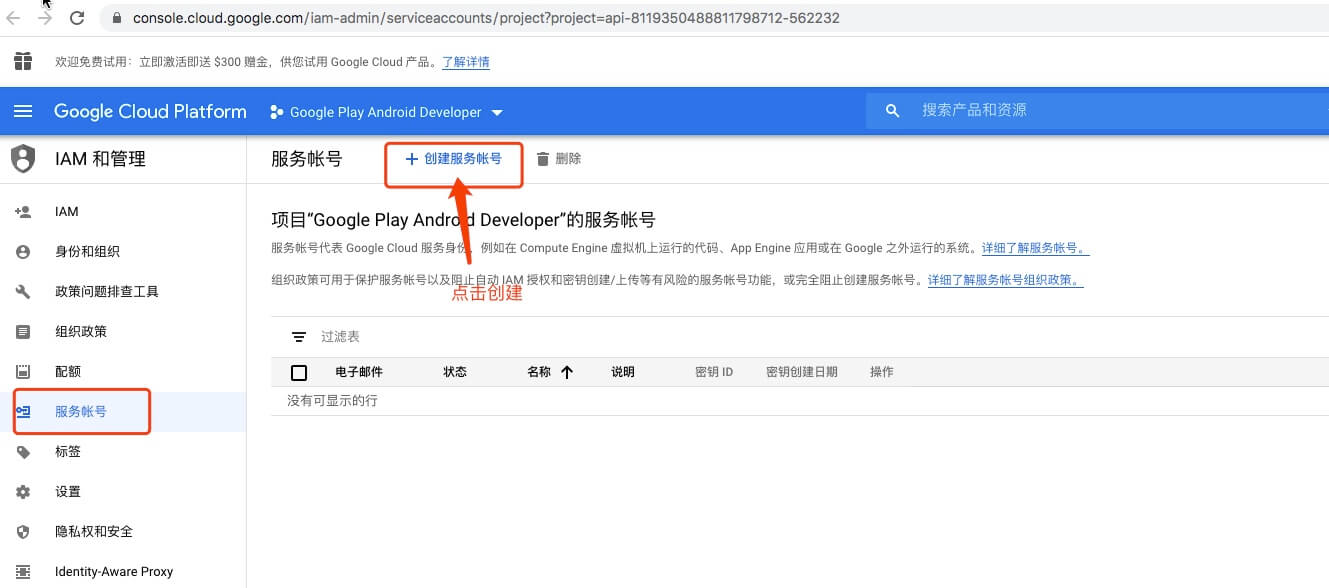 console.cloud.google.com/iam-admin/serviceaccounts/project?project=api-8119350488811798712-562232
欢迎免费试用：立即激活即送 $300 赠金，供您试用 Google Cloud 产品。了解详情
Google Cloud Platform
Google Play Android Developer
搜索产品和资源
IAM 和管理
服务帐号
创建服务帐号
删除
IAM
身份和组织
政策问题排查工具
组织政策
配额
服务帐号
标签
设置
隐私权和安全
Identity-Aware Proxy
项目“Google Play Android Developer”的服务帐号
服务帐号代表 Google Cloud 服务身份，例如在 Compute Engine 虚拟机上运行的代码、App Engine 应用或在 Google 之外运行的系统。详细了解服务帐号。
组织政策可用于保护服务帐号以及阻止自动 IAM 授权和密钥创建/上传等有风险的服务帐号功能，或完全阻止创建服务帐号。详细了解服务帐号组织政策。
点击创建
过滤表
电子邮件 状态 名称 说明 密钥 ID 密钥创建日期 操作
没有可显示的行